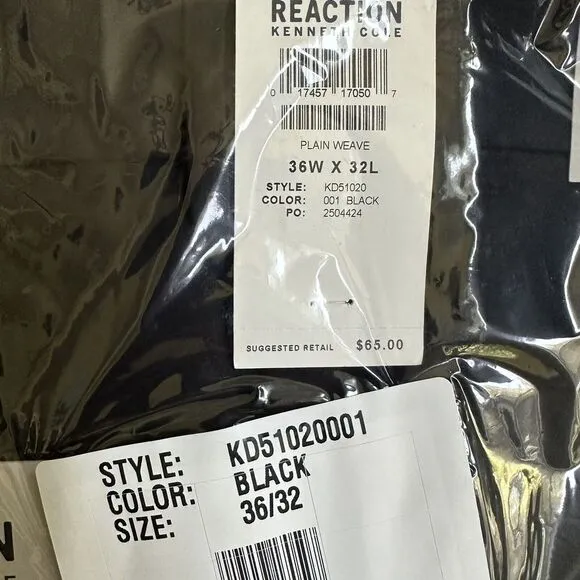 REACTION
KENNETH COLE
0 17457 17050 7
PLAIN WEAVE
36W X 32L
STYLE: KD51020
COLOR: 001 BLACK
PO: 2504424
SUGGESTED RETAIL $65.00
STYLE: KD51020001
COLOR: BLACK
SIZE: 36/32